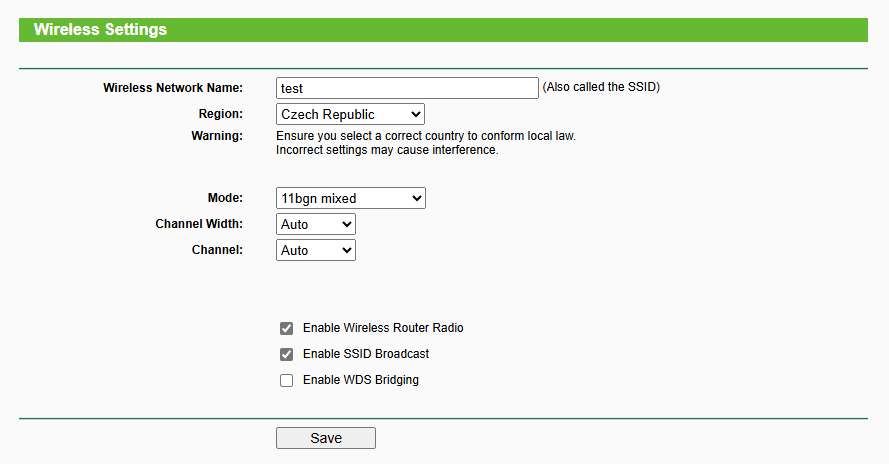 Wireless Settings
Wireless Network Name: test (Also called the SSID)
Region: Czech Republic
Warning: Ensure you select a correct country to conform local law.
Incorrect settings may cause interference.
Mode: 11bgn mixed
Channel Width: Auto
Channel: Auto
Enable Wireless Router Radio
Enable SSID Broadcast
Enable WDS Bridging
Save